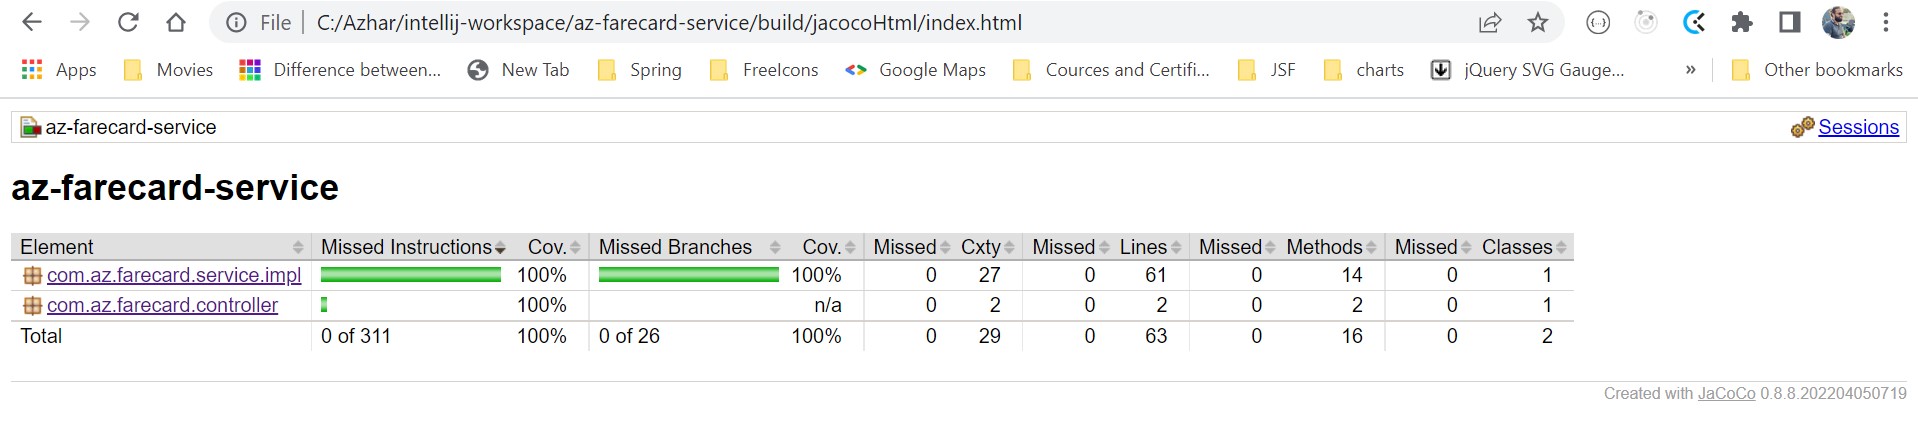 File | C:/Azhar/intellij-workspace/az-farecard-service/build/jacocoHtml/index.html
Apps Movies Difference between... New Tab Spring FreeIcons Google Maps Cources and Certifi... JSF charts jQuery SVG Gauge... » Other bookmarks
az-farecard-service Sessions
az-farecard-service
Element Missed Instructions Cov. Missed Branches Cov. Missed Cxty Missed Lines Missed Methods Missed Classes
com.az.farecard.service.impl 100% 100% 0 27 0 61 0 14 0 1
com.az.farecard.controller 100% n/a 0 2 0 2 0 2 0 1
Total 0 of 311 100% 0 of 26 100% 0 29 0 63 0 16 0 2
Created with JaCoCo 0.8.8.202204050719